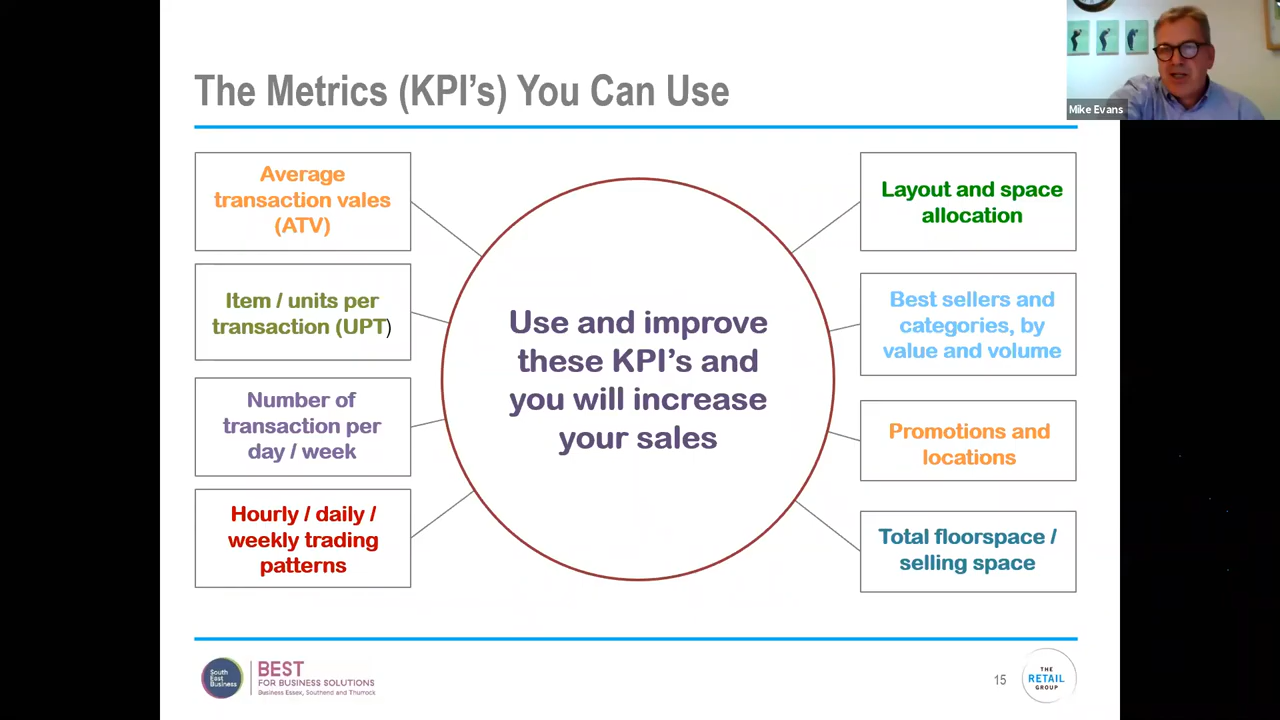 The Metrics (KPI's) You Can Use
Mike Evans
Average
transaction vales
(ATV)
Item / units per
transaction (UPT)
Number of
transaction per
day / week
Hourly / daily /
weekly trading
patterns
Use and improve
these KPI's and
you will increase
your sales
Layout and space
allocation
Best sellers and
categories, by
value and volume
Promotions and
locations
Total floorspace /
selling space
South
East
Business
BEST
FOR BUSINESS SOLUTIONS
Business Essex, Southend and Thurrock
15
THE
RETAIL
GROUP